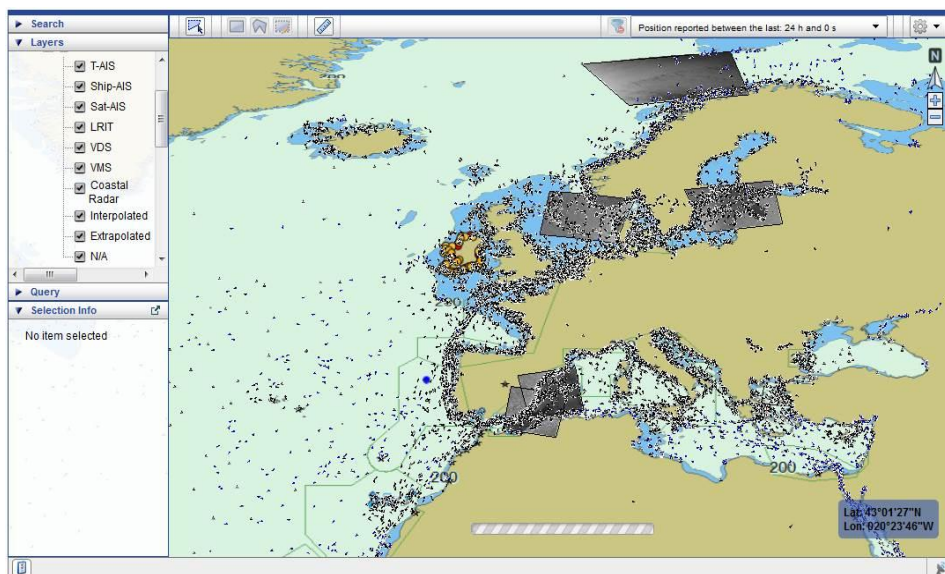 Search
Position reported between the last: 24 h and 0 s
Layers
T-AIS
Ship-AIS
Sat-AIS
LRIT
VDS
VMS
Coastal
Radar
Interpolated
Extrapolated
N/A
Query
Selection Info
No item selected
N
200
200
Lat: 43°01'27"N
Lon: 020°23'46"W